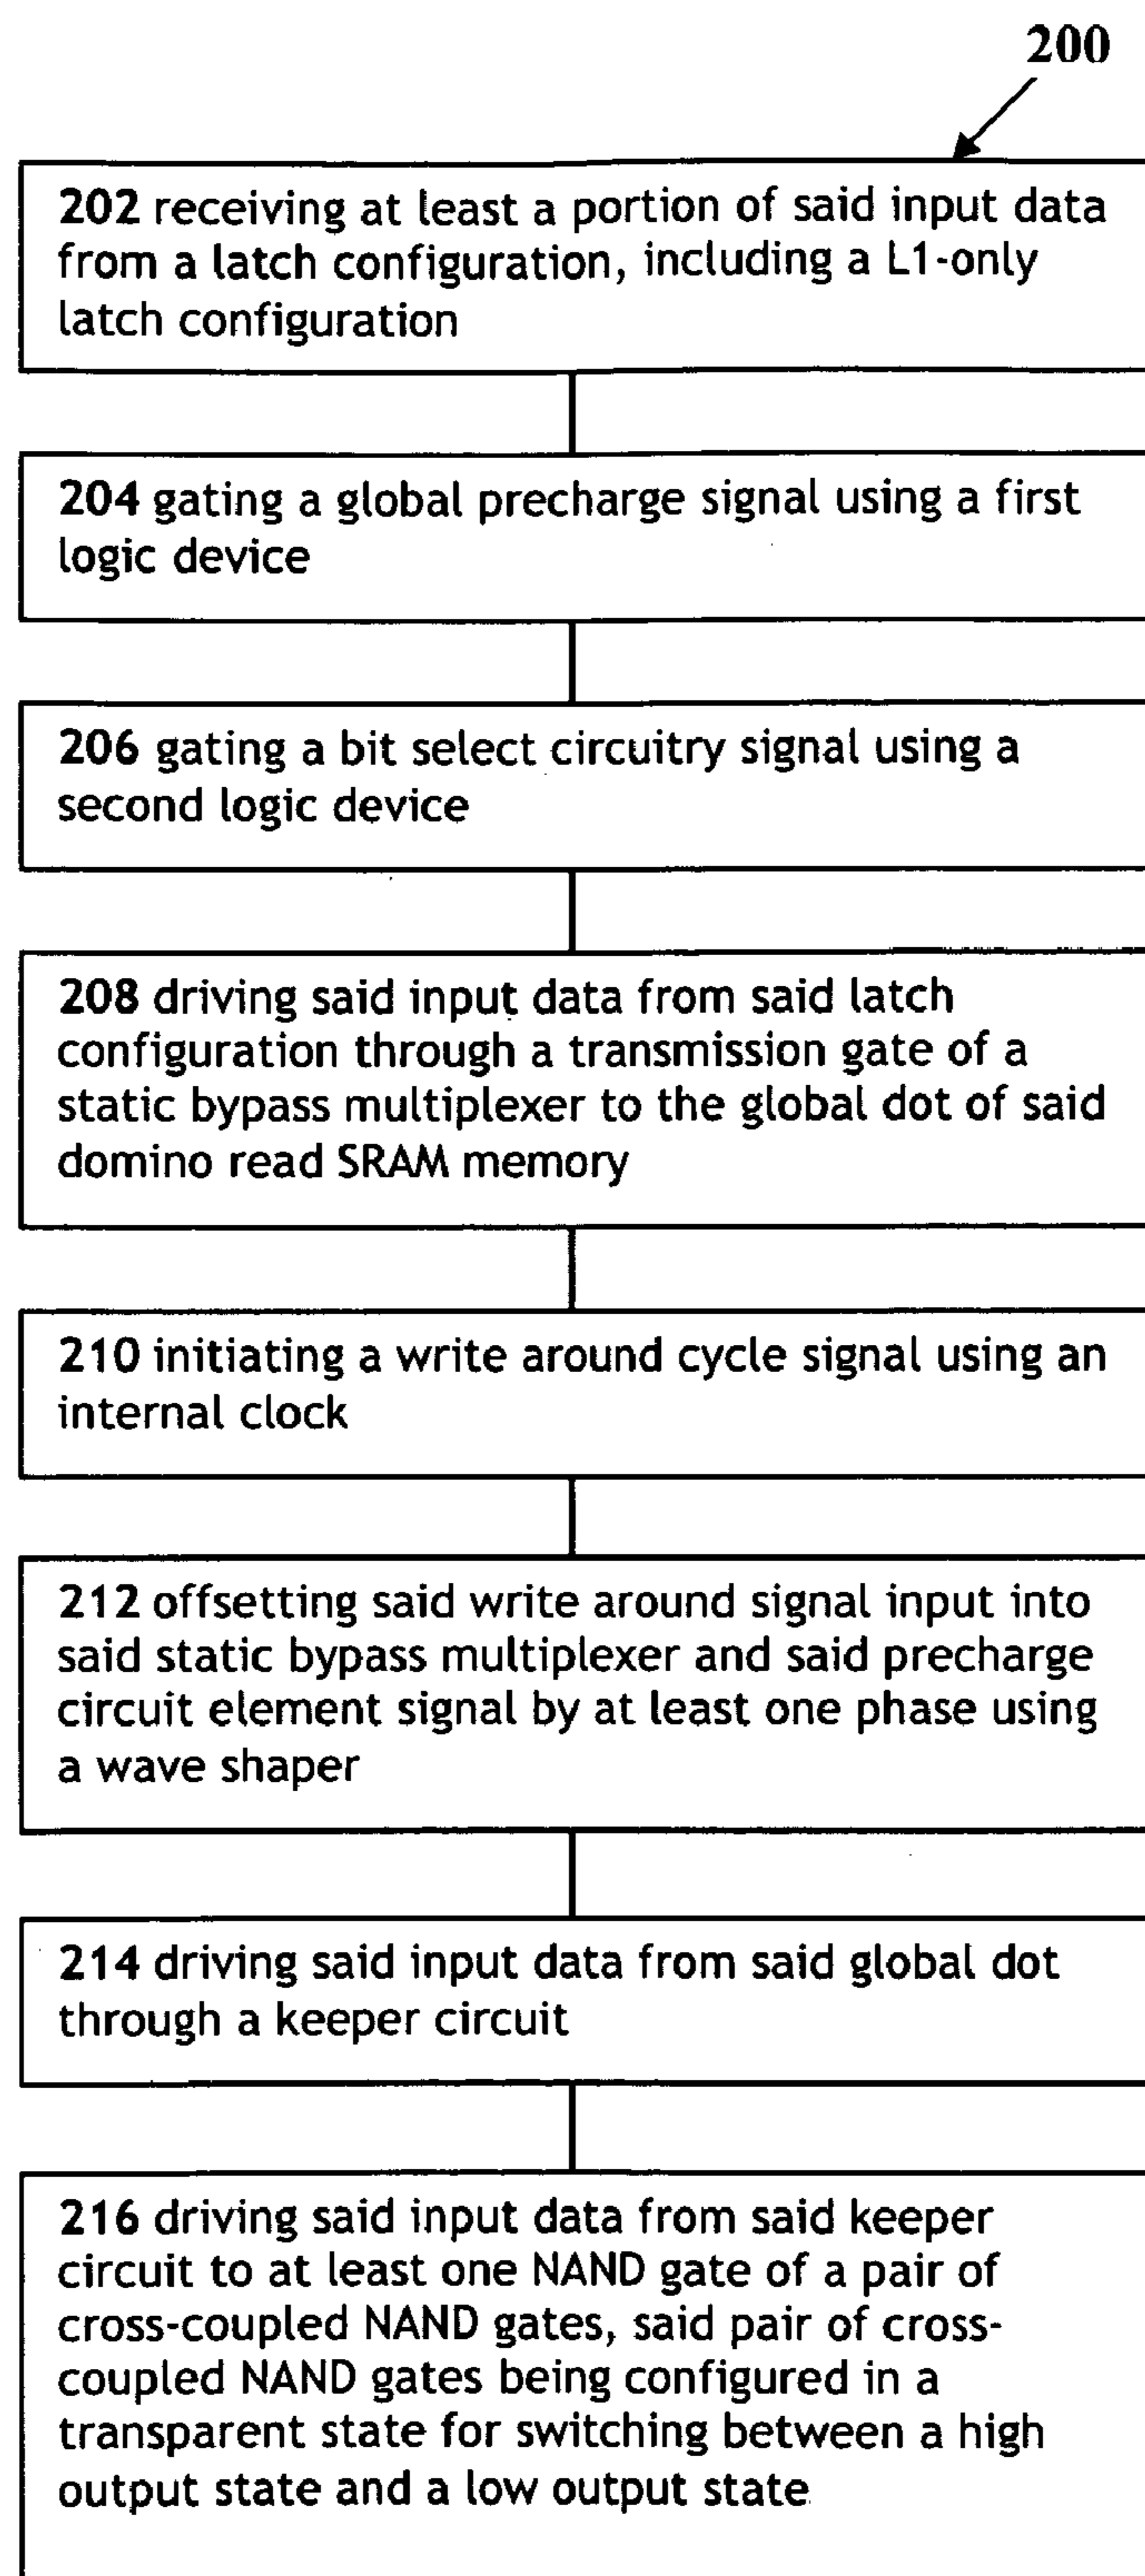 200
202 receiving at least a portion of said input data
from a latch configuration, including a L1-only
latch configuration
204 gating a global precharge signal using a first
logic device
206 gating a bit select circuitry signal using a
second logic device
208 driving said input data from said latch
configuration through a transmission gate of a
static bypass multiplexer to the global dot of said
domino read SRAM memory
210 initiating a write around cycle signal using an
internal clock
212 offsetting said write around signal input into
said static bypass multiplexer and said precharge
circuit element signal by at least one phase using
a wave shaper
214 driving said input data from said global dot
through a keeper circuit
216 driving said input data from said keeper
circuit to at least one NAND gate of a pair of
cross-coupled NAND gates, said pair of cross-
coupled NAND gates being configured in a
transparent state for switching between a high
output state and a low output state